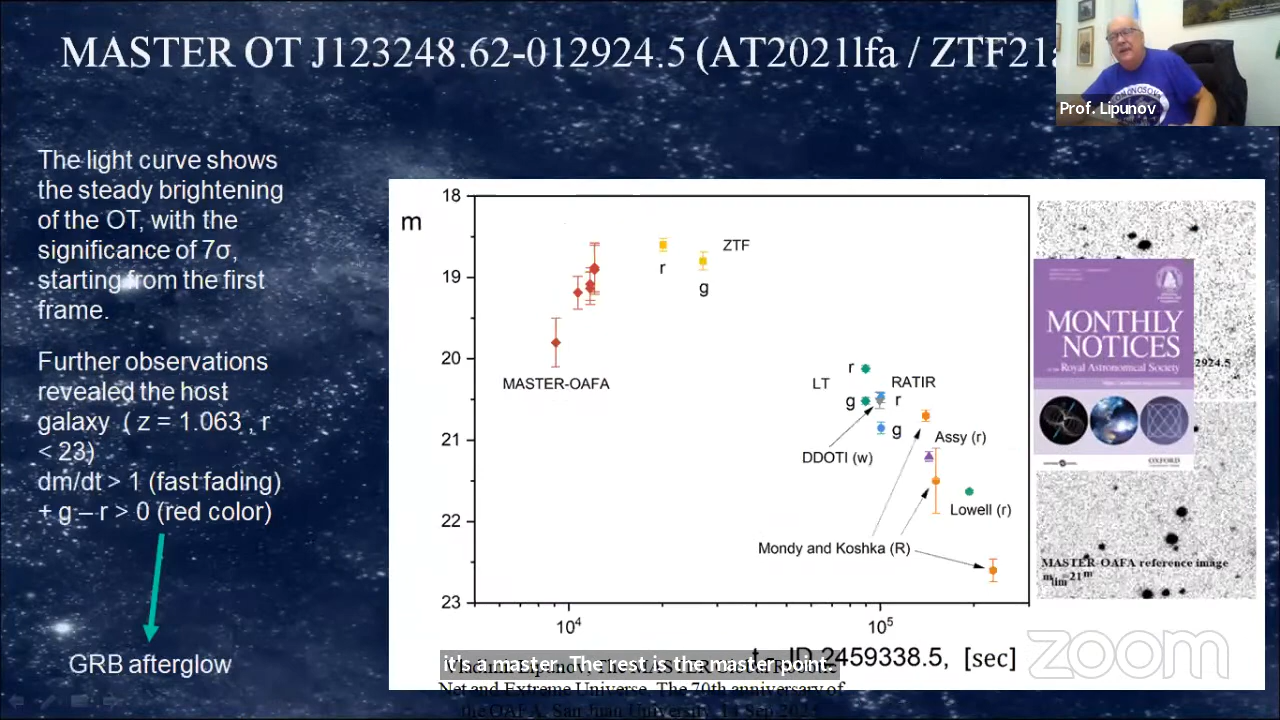 MASTER OT J123248.62-012924.5 (AT2021lfa / ZTF21a
Prof. Lipunov
The light curve shows
the steady brightening
of the OT, with the
significance of 7σ,
starting from the first
frame.
Further observations
revealed the host
galaxy ( z = 1.063 , r
< 23)
dm/dt > 1 (fast fading)
+ g – r > 0 (red color)
GRB afterglow
m
18
19
20
21
22
23
10⁴
10⁵
ZTF
r
g
MASTER-OAFA
r
LT
g
RATIR
r
g
DDOTI (w)
Assy (r)
Lowell (r)
Mondy and Koshka (R)
JD 2459338.5, [sec]
MONTHLY
NOTICES
of the Royal Astronomical Society
OXFORD
2924.5
MASTER-OAFA reference image
m lim=21 m
zoom
it's a master. The rest is the master point.
Net and Extreme Universe. The 70th anniversary of
the OAFA, San Juan University, 14 Sep